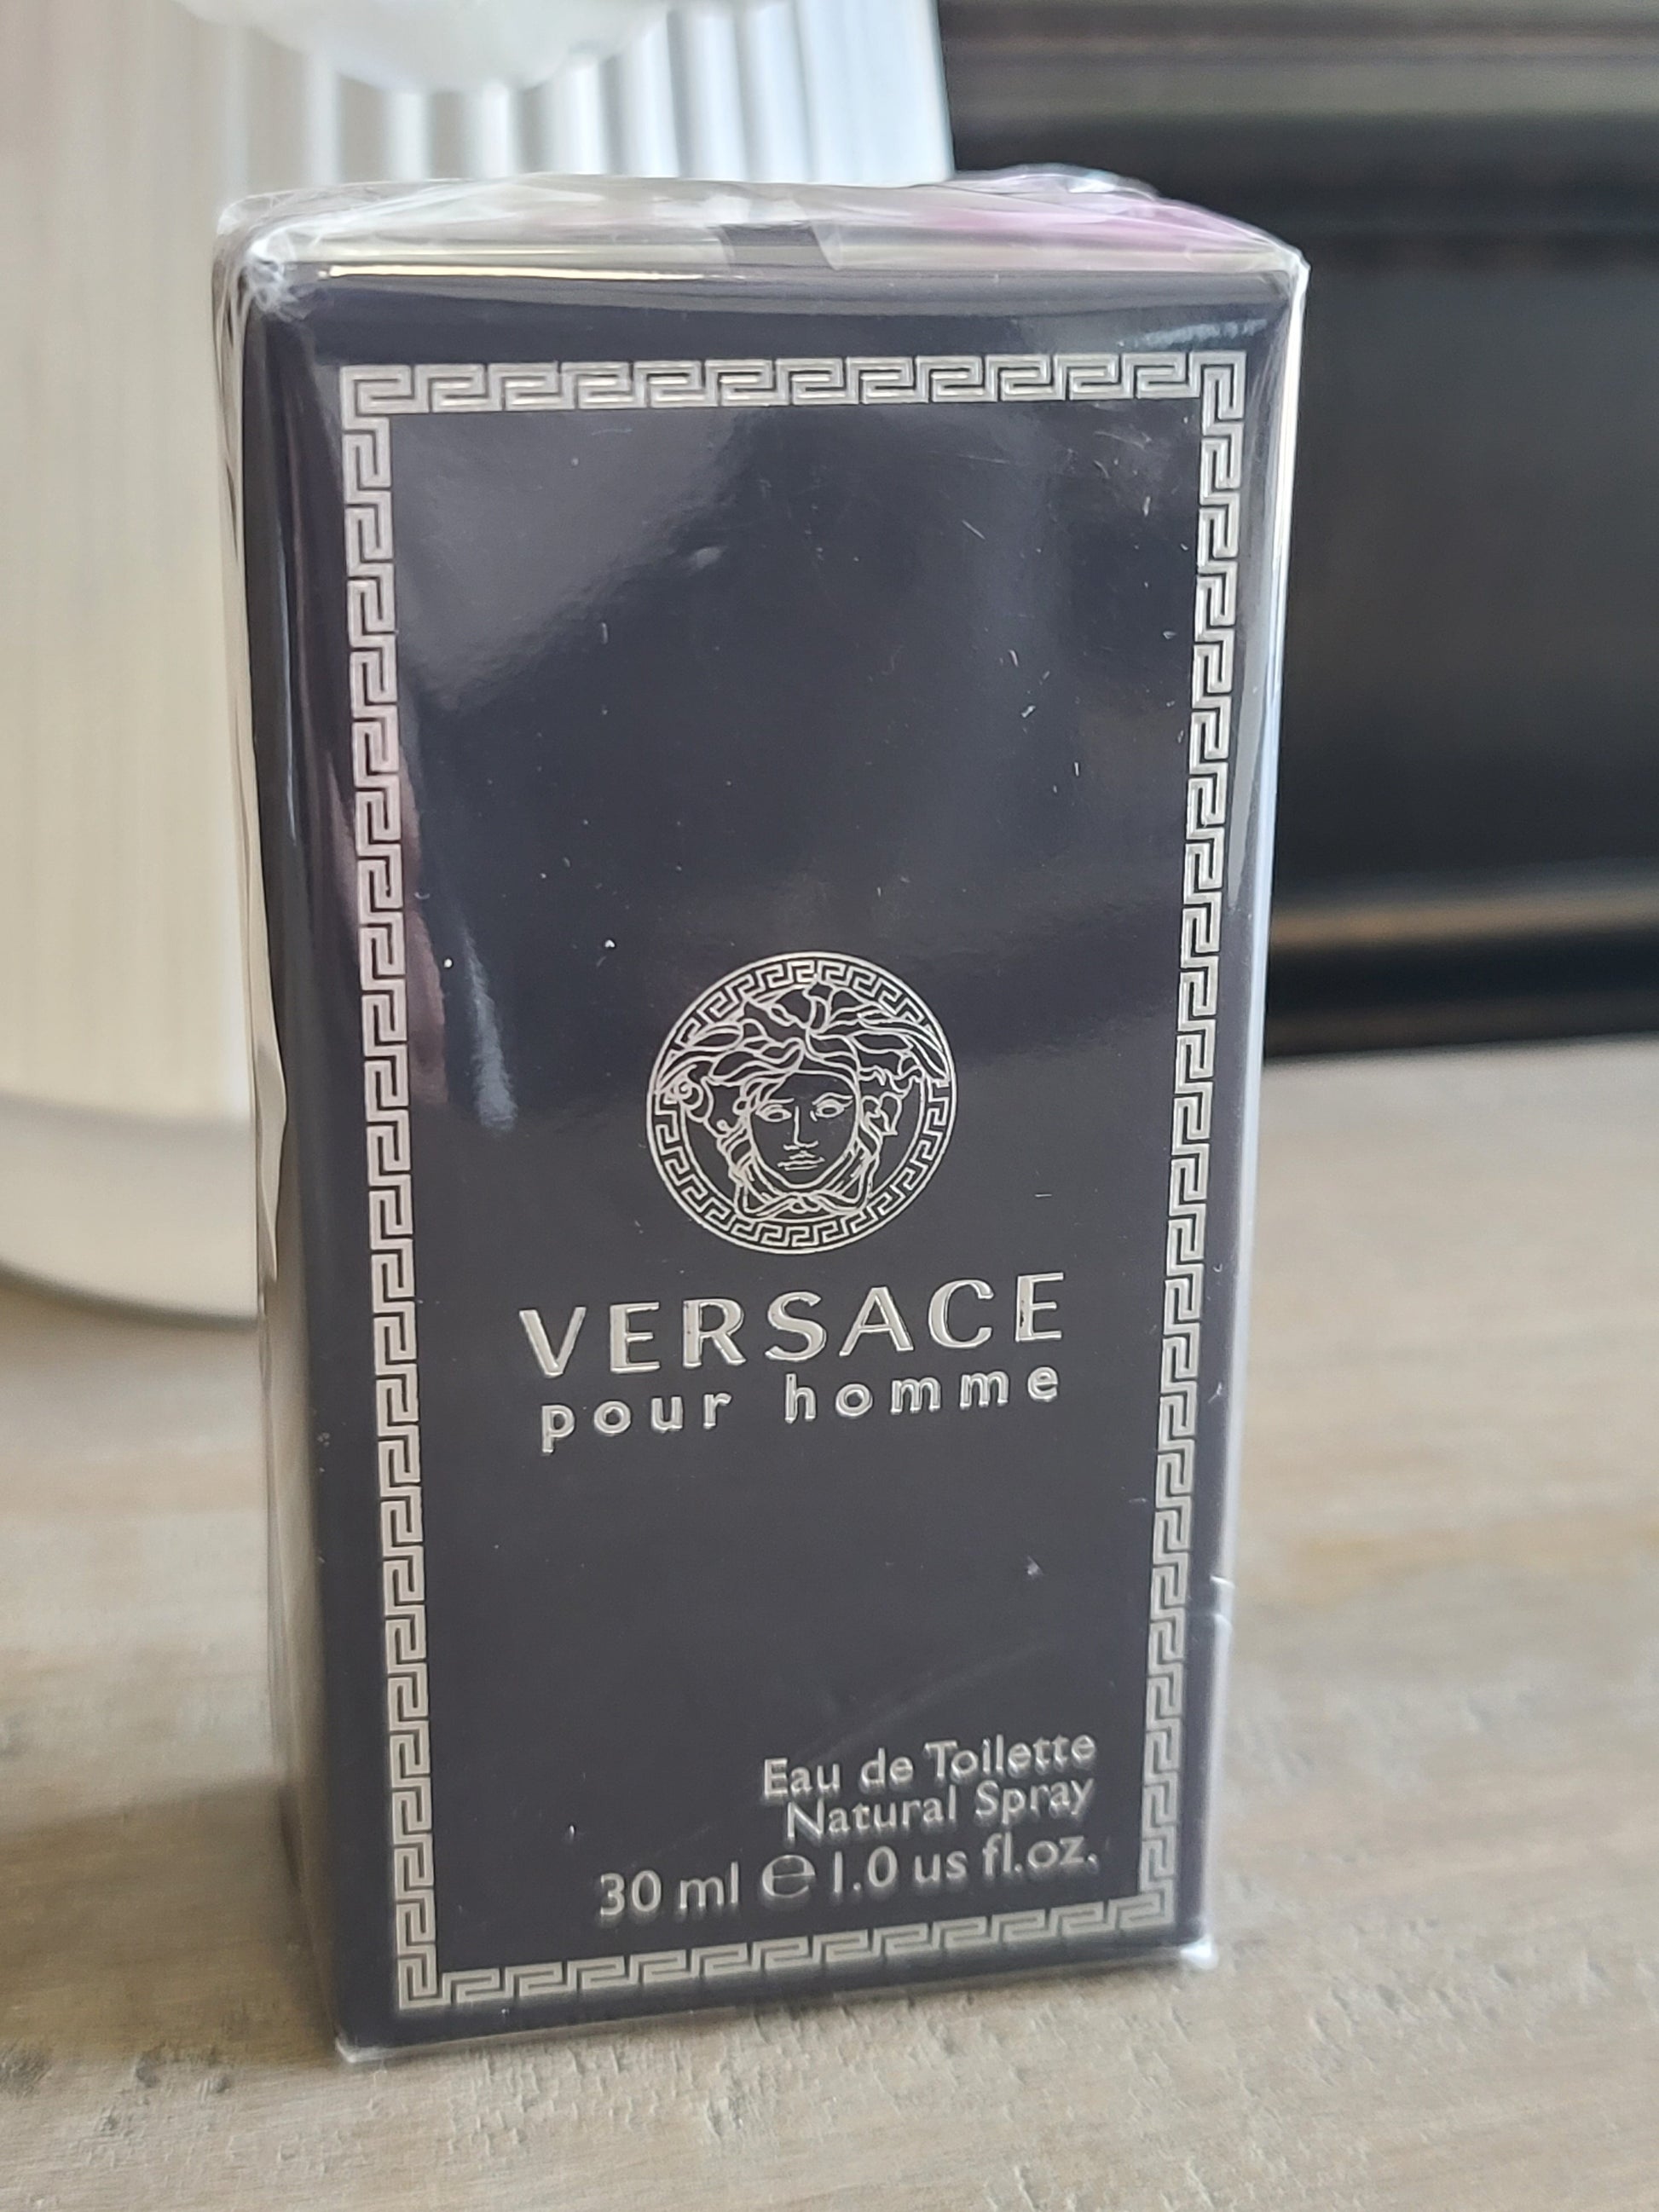 VERSACE
pour homme
Eau de Toilette
Natural Spray
30 ml ℮ 1.0 us fl.oz.